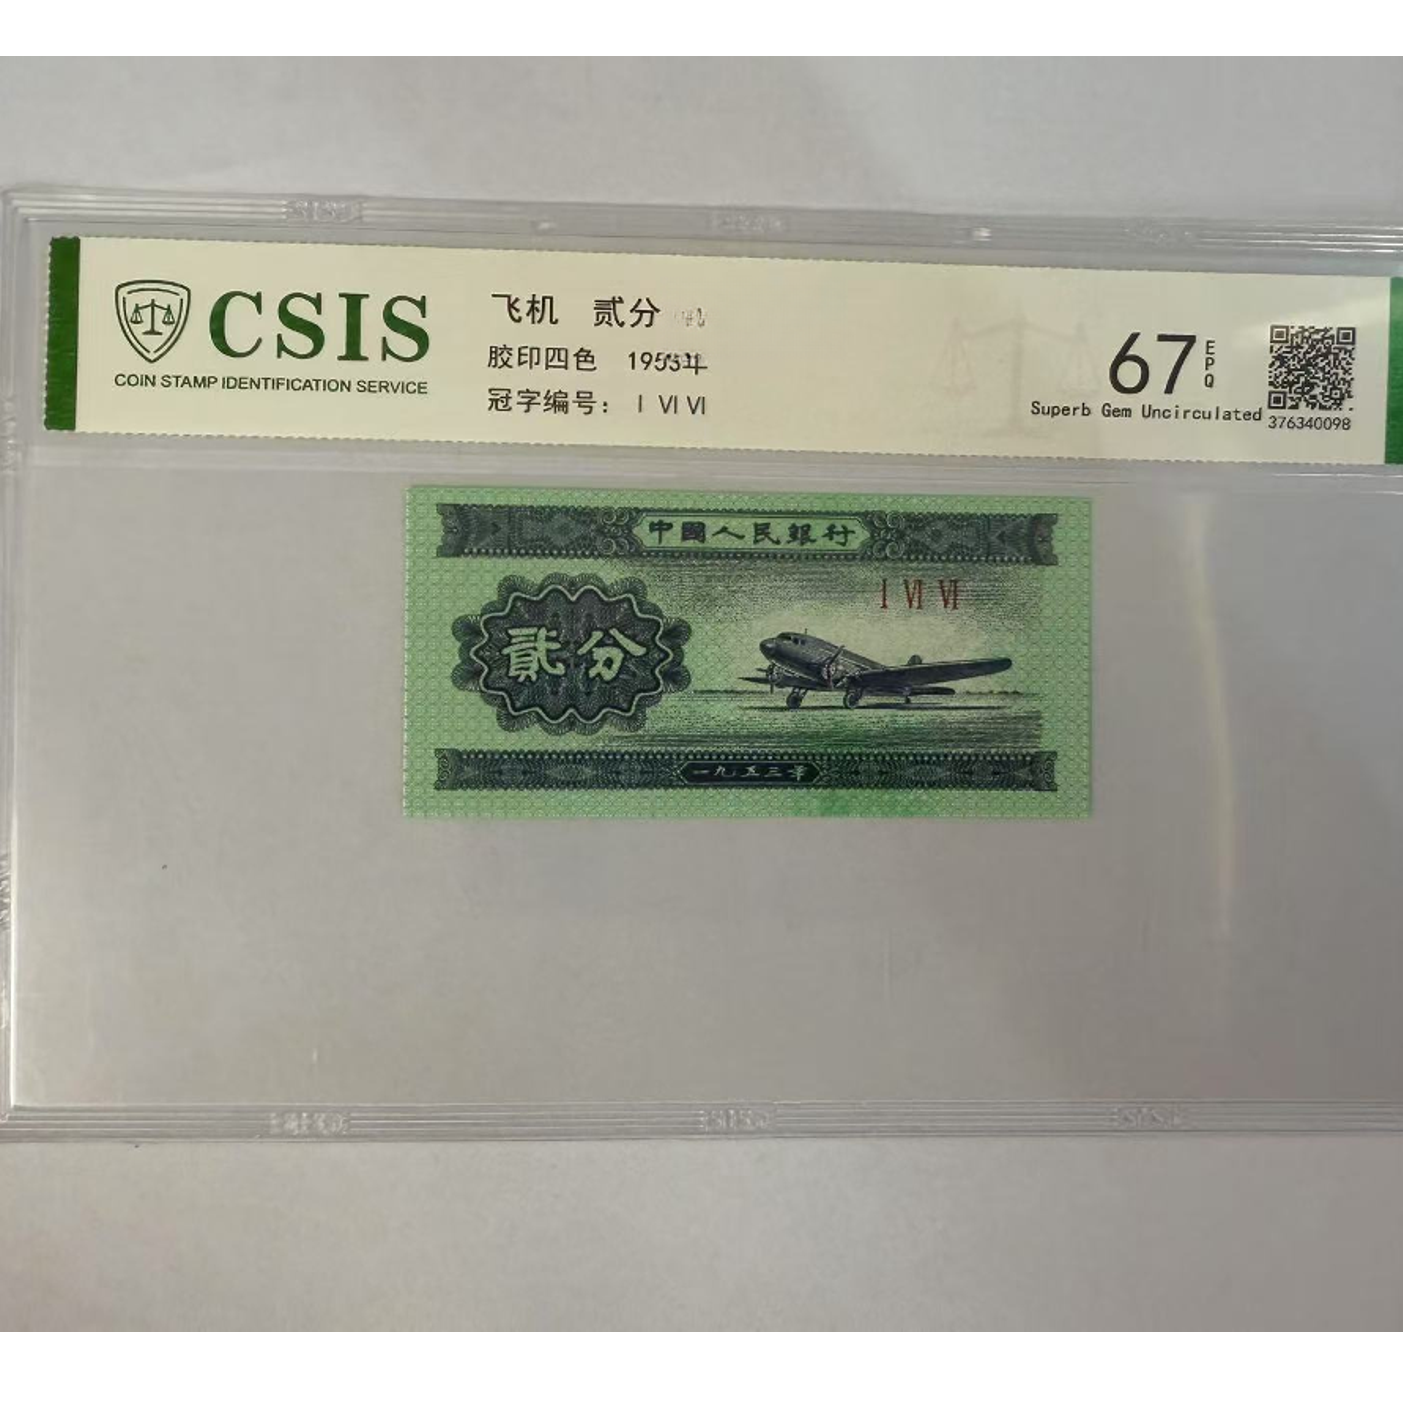 CSIS
COIN STAMP IDENTIFICATION SERVICE
飞机 贰分
胶印四色 1953年
冠字编号： I VI VI
67
EPQ
Superb Gem Uncirculated
376340098
中國人民銀行
I VI VI
貳分
一九五三年